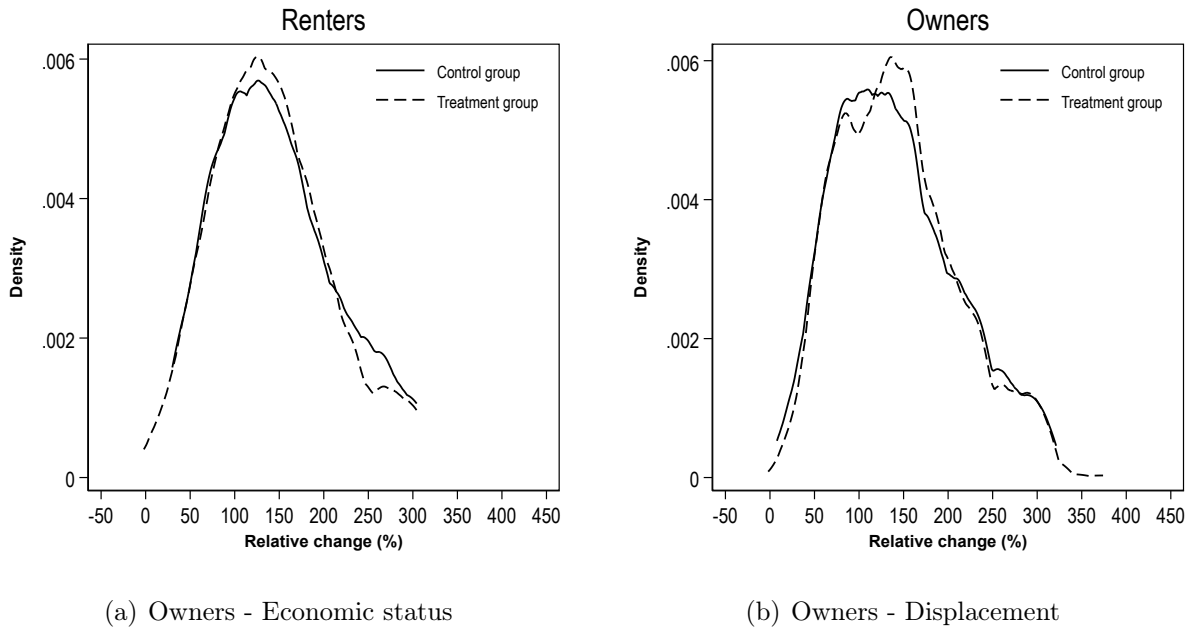 Renters
.006
.004
.002
0
Density
Control group
Treatment group
-50 0 50 100 150 200 250 300 350 400 450
Relative change (%)
(a) Owners - Economic status
Owners
.006
.004
.002
0
Density
Control group
Treatment group
-50 0 50 100 150 200 250 300 350 400 450
Relative change (%)
(b) Owners - Displacement